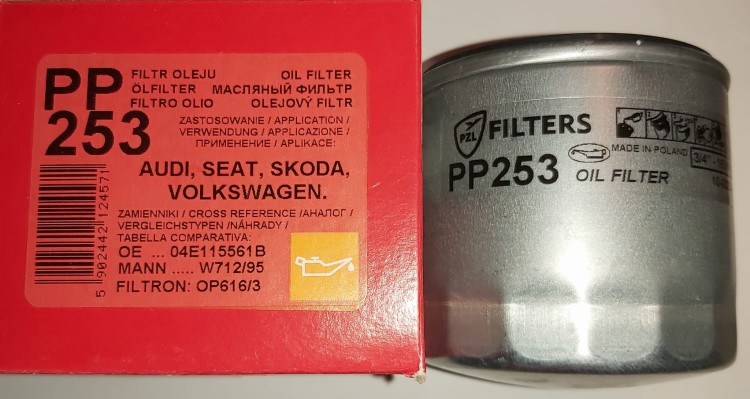 PP
253
FILTR OLEJU OIL FILTER
ÖLFILTER МАСЛЯНЫЙ ФИЛЬТР
FILTRO OLIO OLEJOVÝ FILTR
ZASTOSOWANIE / APPLICATION /
VERWENDUNG / APPLICAZIONE /
ПРИМЕНЕНИЕ / APLIKACE:
AUDI, SEAT, SKODA,
VOLKSWAGEN.
ZAMIENNIKI / CROSS REFERENCE /АНАЛОГ /
VERGLEICHSTYPEN /NÁHRADY /
TABELLA COMPARATIVA:
OE ... 04E115561B
MANN ..... W712/95
FILTRON: OP616/3
5 902442 124571
PZL FILTERS
MADE IN POLAND
PP253 OIL FILTER
3/4"